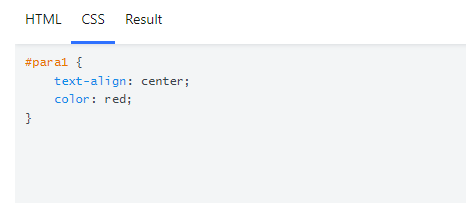 HTML CSS Result
#para1 {
    text-align: center;
    color: red;
}